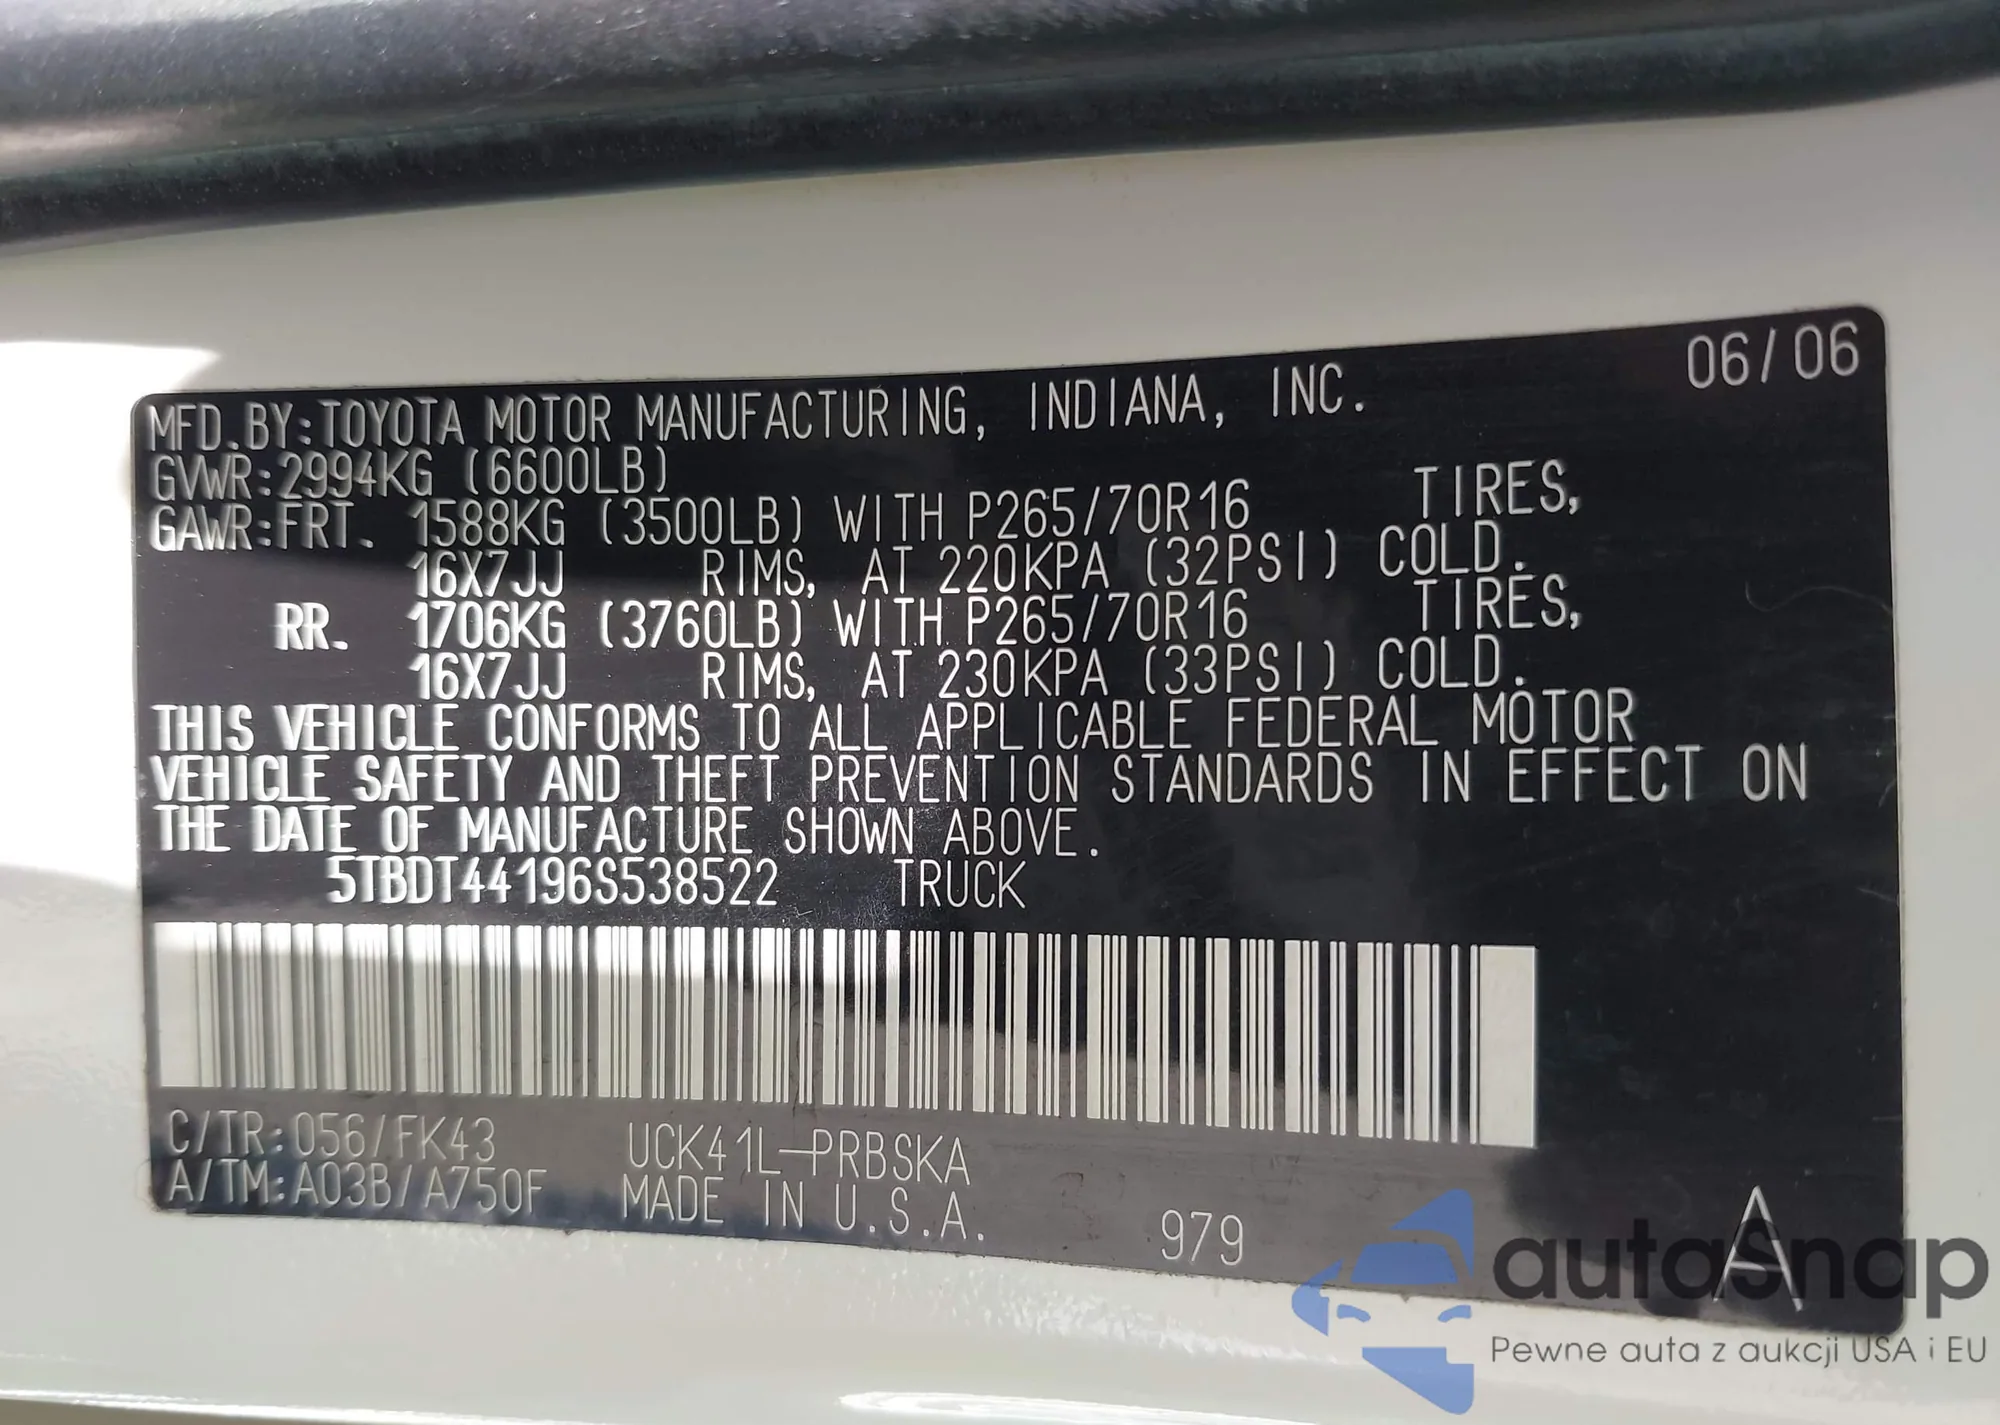 06/06
MFD.BY:TOYOTA MOTOR MANUFACTURING, INDIANA, INC.
GVWR:2994KG (6600LB)
GAWR:FRT. 1588KG (3500LB) WITH P265/70R16 TIRES,
16X7JJ RIMS, AT 220KPA (32PSI) COLD.
RR. 1706KG (3760LB) WITH P265/70R16 TIRES,
16X7JJ RIMS, AT 230KPA (33PSI) COLD.
THIS VEHICLE CONFORMS TO ALL APPLICABLE FEDERAL MOTOR
VEHICLE SAFETY AND THEFT PREVENTION STANDARDS IN EFFECT ON
THE DATE OF MANUFACTURE SHOWN ABOVE.
5TBDT44196S538522 TRUCK
C/TR:056/FK43 UCK41L-PRBSKA
A/TM:A03B/A750F MADE IN U.S.A. 979
A
autosnap
Pewne auta z aukcji USA i EU